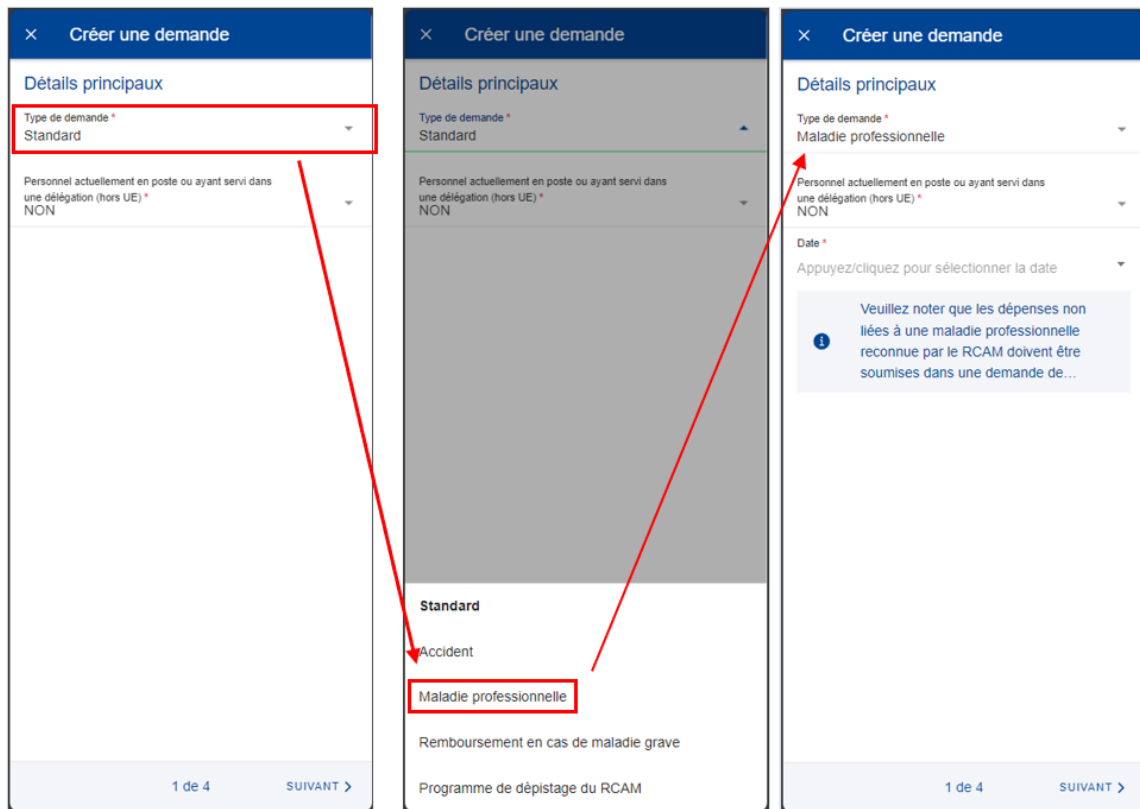 × Créer une demande
Détails principaux
Type de demande *
Standard
Personnel actuellement en poste ou ayant servi dans
une délégation (hors UE) *
NON
1 de 4 SUIVANT >
× Créer une demande
Détails principaux
Type de demande *
Standard
Personnel actuellement en poste ou ayant servi dans
une délégation (hors UE) *
NON
Standard
Accident
Maladie professionnelle
Remboursement en cas de maladie grave
Programme de dèpistage du RCAM
× Créer une demande
Détails principaux
Type de demande *
Maladie professionnelle
Personnel actuellement en poste ou ayant servi dans
une délégation (hors UE) *
NON
Date *
Appuyez/cliquez pour sélectionner la date
Veuillez noter que les dépenses non
liées à une maladie professionnelle
reconnue par le RCAM doivent être
soumises dans une demande de…
1 de 4 SUIVANT >